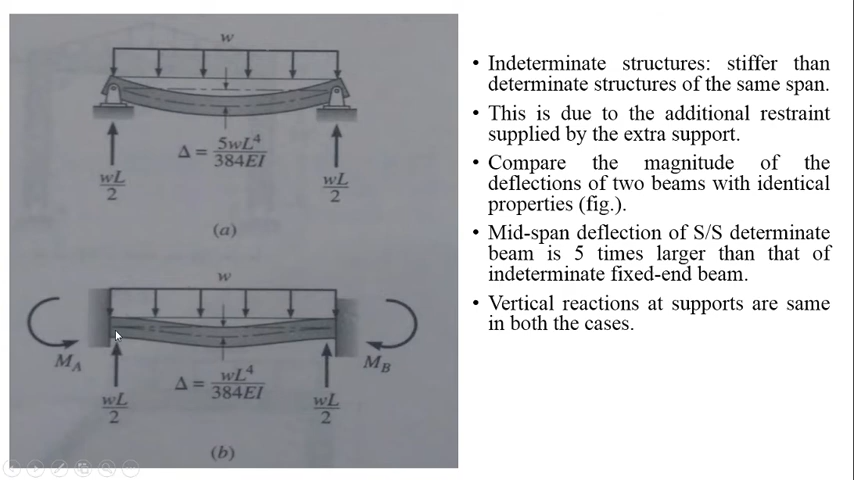 w
Δ = 5wL⁴/384EI
wL/2
wL/2
(a)
w
M_A
M_B
Δ = wL⁴/384EI
wL/2
wL/2
(b)
• Indeterminate structures: stiffer than
determinate structures of the same span.
• This is due to the additional restraint
supplied by the extra support.
• Compare the magnitude of the
deflections of two beams with identical
properties (fig.).
• Mid-span deflection of S/S determinate
beam is 5 times larger than that of
indeterminate fixed-end beam.
• Vertical reactions at supports are same
in both the cases.